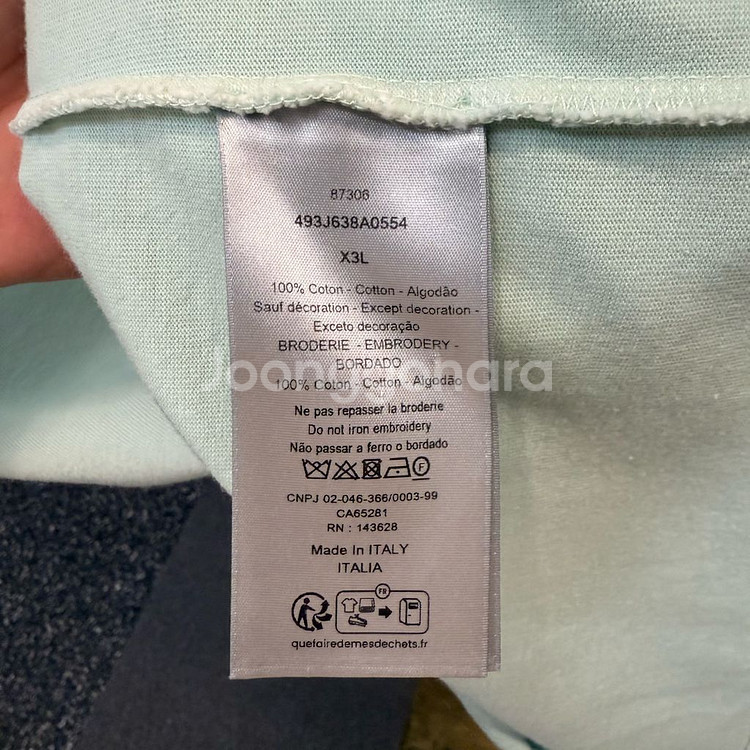 87306
493J638A0554
X3L
100% Coton - Cotton - Algodão
Sauf décoration - Except decoration -
Exceto decoração
BRODERIE - EMBRODERY -
BORDADO
Joonggonara
100% Coton - Cotton - Algodão
Ne pas repasser la broderie
Do not iron embroidery
Não passar a ferro o bordado
F
CNPJ 02-046-366/0003-99
CA65281
RN : 143628
Made In ITALY
ITALIA
FR
quefairedemesdechets.fr